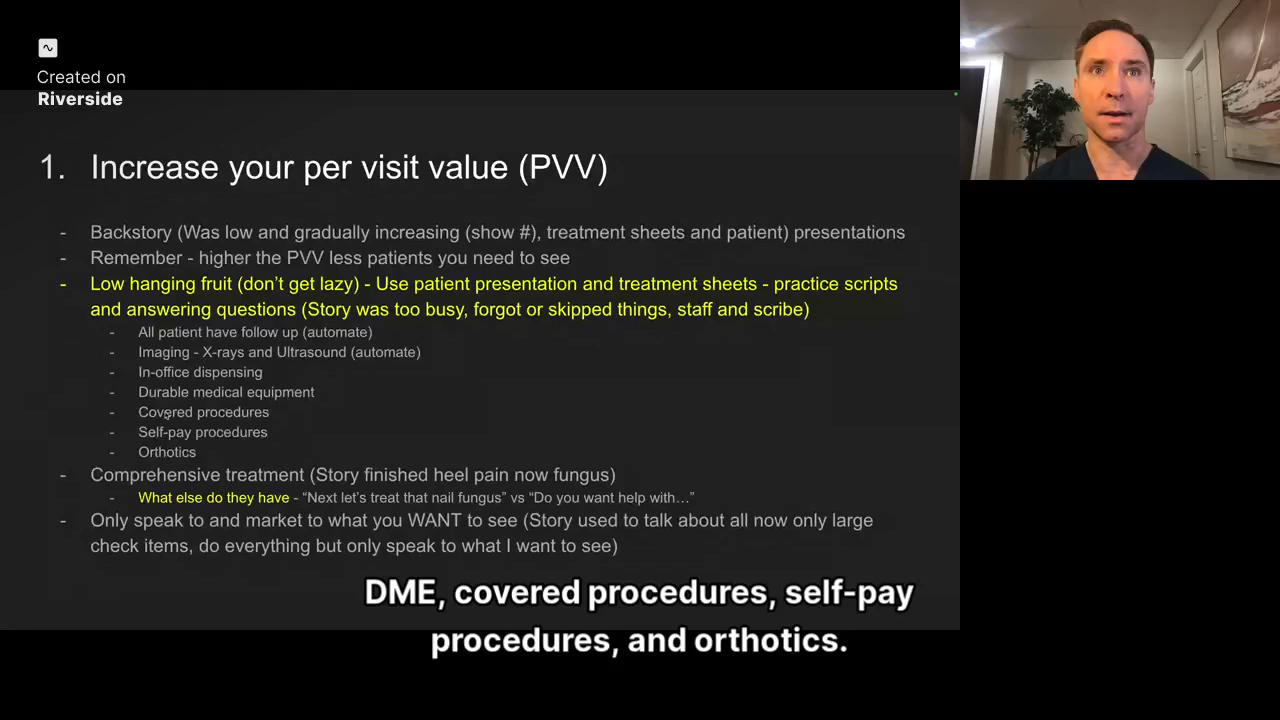 Created on
Riverside
1. Increase your per visit value (PVV)
- Backstory (Was low and gradually increasing (show #), treatment sheets and patient) presentations
- Remember - higher the PVV less patients you need to see
- Low hanging fruit (don’t get lazy) - Use patient presentation and treatment sheets - practice scripts
and answering questions (Story was too busy, forgot or skipped things, staff and scribe)
- All patient have follow up (automate)
- Imaging - X-rays and Ultrasound (automate)
- In-office dispensing
- Durable medical equipment
- Covered procedures
- Self-pay procedures
- Orthotics
- Comprehensive treatment (Story finished heel pain now fungus)
- What else do they have - “Next let’s treat that nail fungus” vs “Do you want help with…”
- Only speak to and market to what you WANT to see (Story used to talk about all now only large
check items, do everything but only speak to what I want to see)
DME, covered procedures, self-pay
procedures, and orthotics.